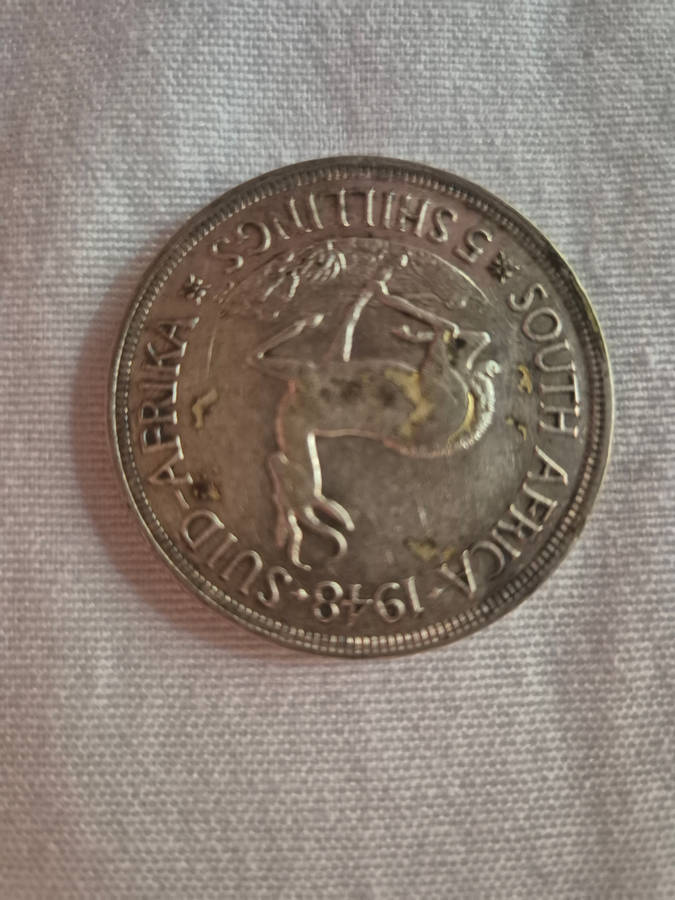 SOUTH AFRICA · 1948 · SUID-AFRIKA
5 SHILLINGS